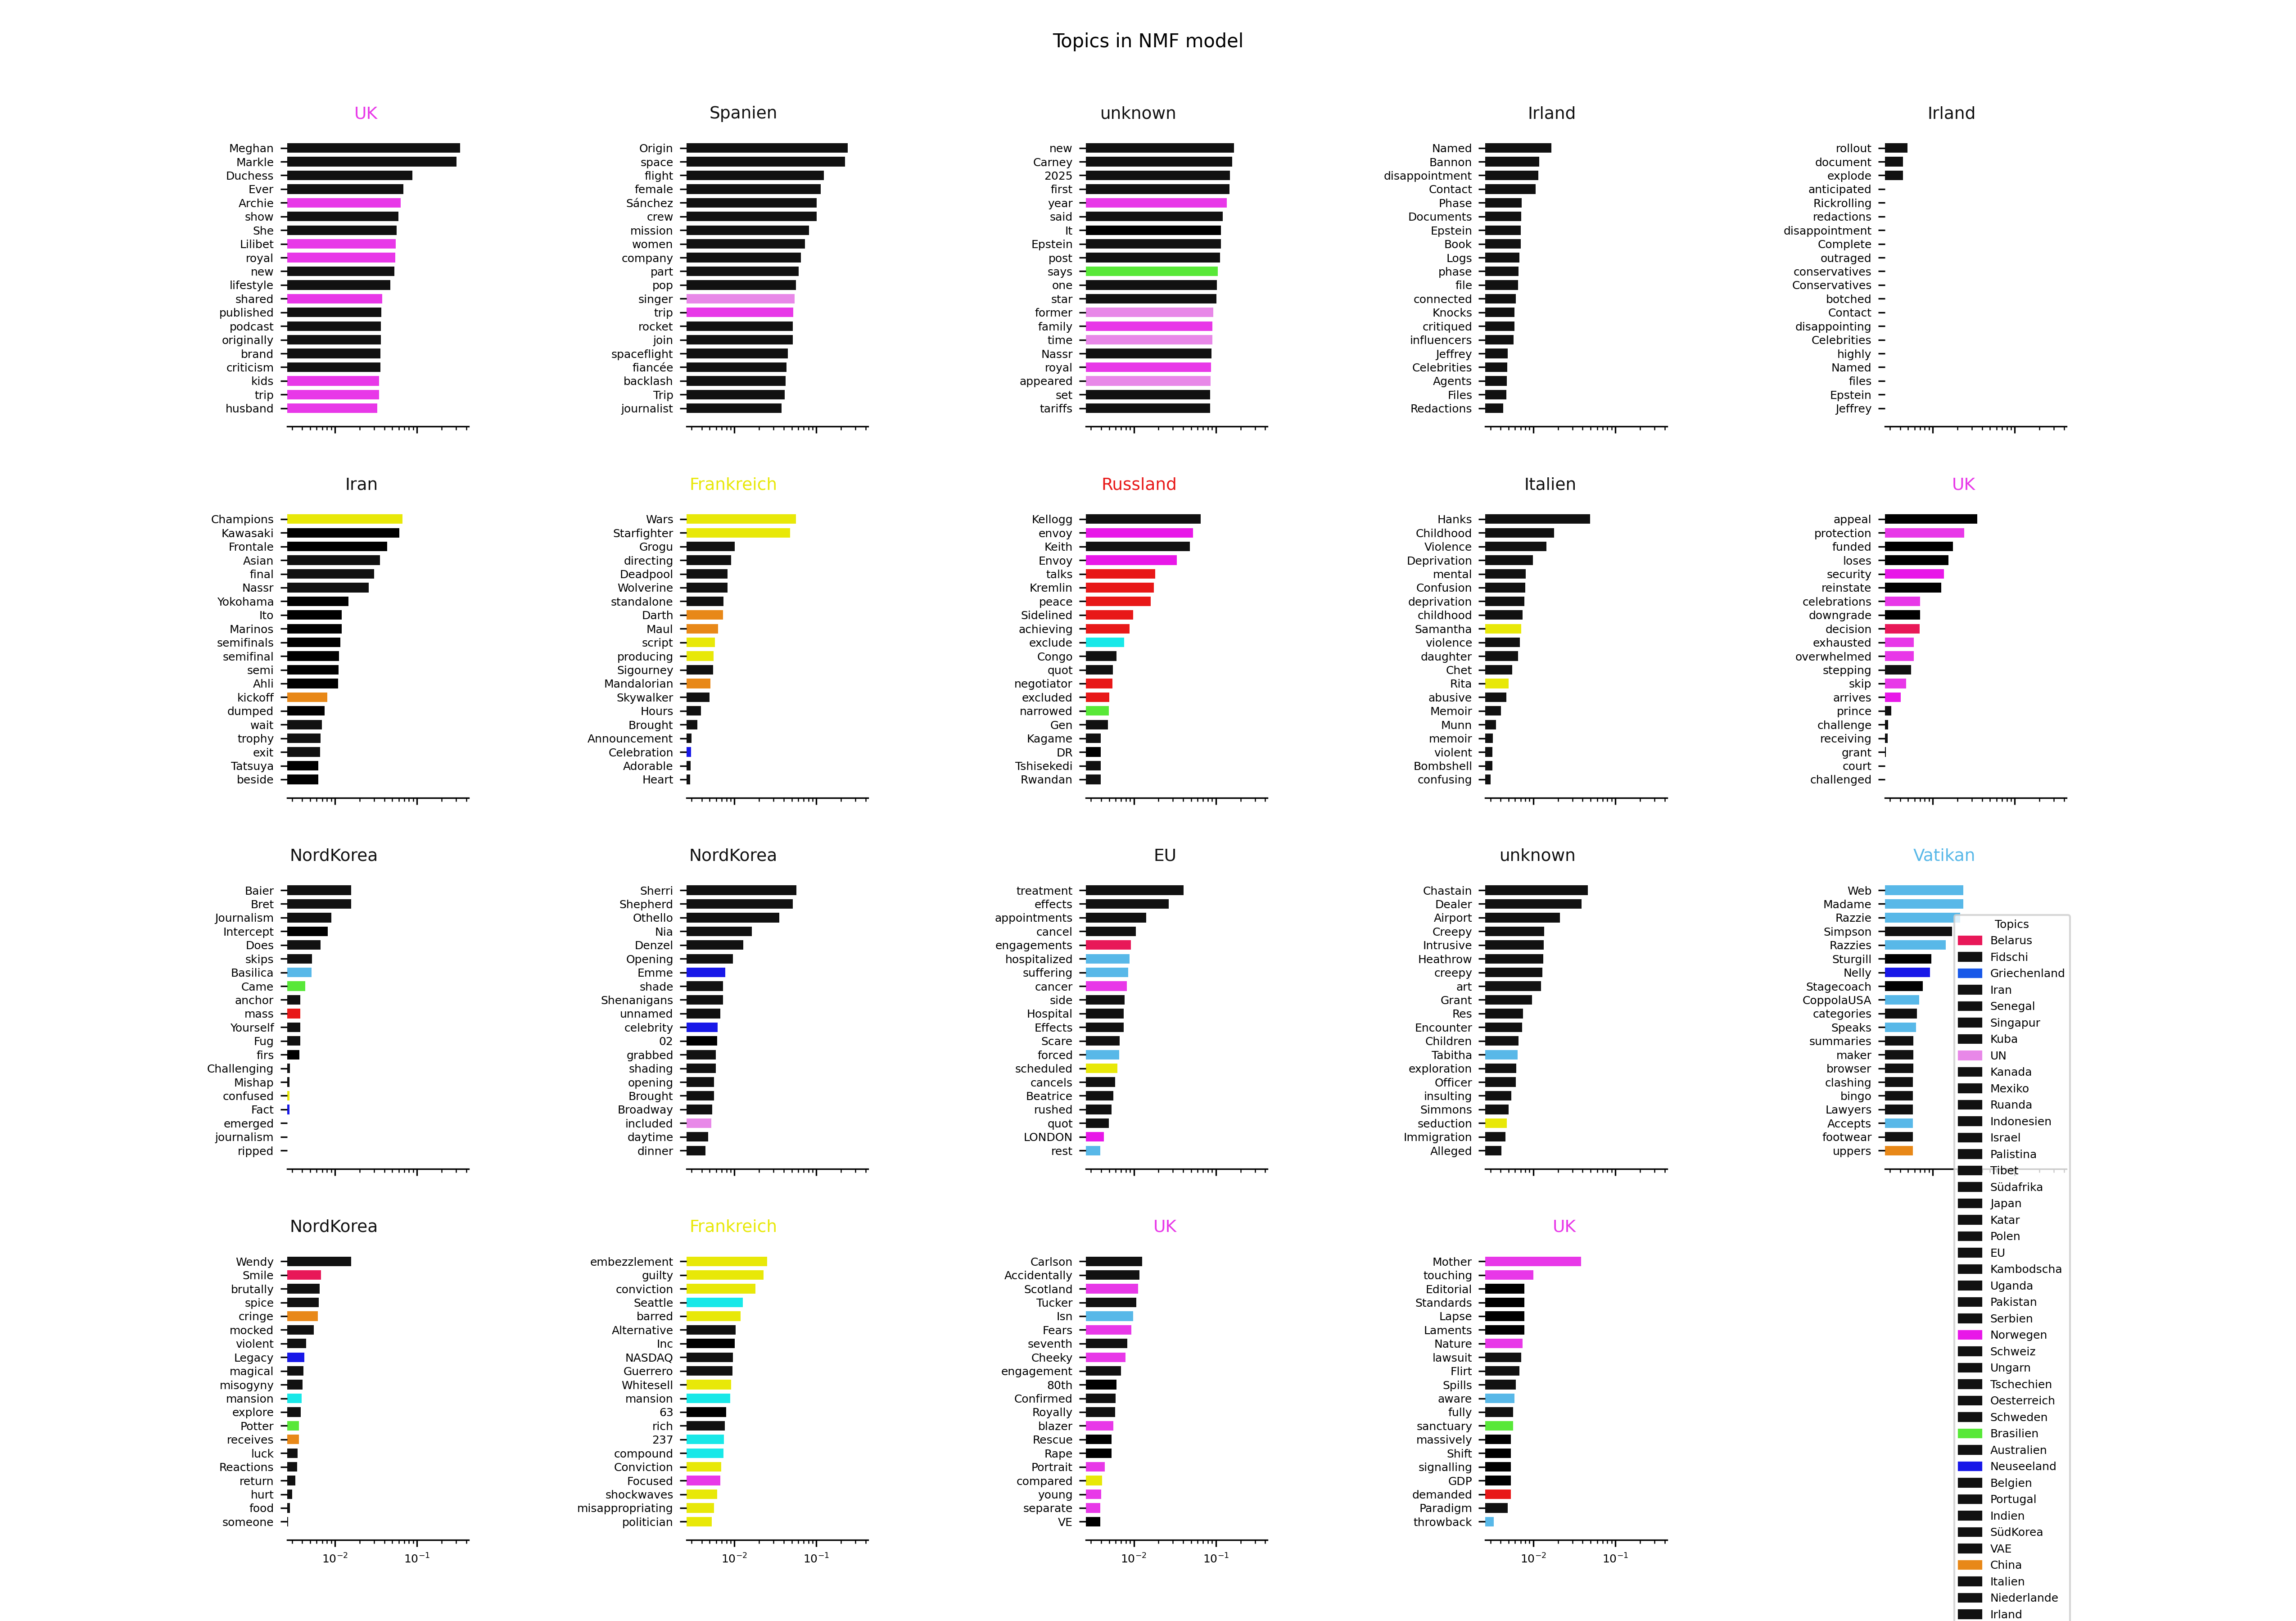 Topics in NMF model
UK
Meghan
Markle
Duchess
Ever
Archie
show
She
Lilibet
royal
new
lifestyle
shared
published
podcast
originally
brand
criticism
kids
trip
husband
Spanien
Origin
space
flight
female
Sánchez
crew
mission
women
company
part
pop
singer
trip
rocket
join
spaceflight
fiancée
backlash
Trip
journalist
unknown
new
Carney
2025
first
year
said
It
Epstein
post
says
one
star
former
family
time
Nassr
royal
appeared
set
tariffs
Irland
Named
Bannon
disappointment
Contact
Phase
Documents
Epstein
Book
Logs
phase
file
connected
Knocks
critiqued
influencers
Jeffrey
Celebrities
Agents
Files
Redactions
Irland
rollout
document
explode
anticipated
Rickrolling
redactions
disappointment
Complete
outraged
conservatives
Conservatives
botched
Contact
disappointing
Celebrities
highly
Named
files
Epstein
Jeffrey
Iran
Champions
Kawasaki
Frontale
Asian
final
Nassr
Yokohama
Ito
Marinos
semifinals
semifinal
semi
Ahli
kickoff
dumped
wait
trophy
exit
Tatsuya
beside
Frankreich
Wars
Starfighter
Grogu
directing
Deadpool
Wolverine
standalone
Darth
Maul
script
producing
Sigourney
Mandalorian
Skywalker
Hours
Brought
Announcement
Celebration
Adorable
Heart
Russland
Kellogg
envoy
Keith
Envoy
talks
Kremlin
peace
Sidelined
achieving
exclude
Congo
quot
negotiator
excluded
narrowed
Gen
Kagame
DR
Tshisekedi
Rwandan
Italien
Hanks
Childhood
Violence
Deprivation
mental
Confusion
deprivation
childhood
Samantha
violence
daughter
Chet
Rita
abusive
Memoir
Munn
memoir
violent
Bombshell
confusing
UK
appeal
protection
funded
loses
security
reinstate
celebrations
downgrade
decision
exhausted
overwhelmed
stepping
skip
arrives
prince
challenge
receiving
grant
court
challenged
NordKorea
Baier
Bret
Journalism
Intercept
Does
skips
Basilica
Came
anchor
mass
Yourself
Fug
firs
Challenging
Mishap
confused
Fact
emerged
journalism
ripped
NordKorea
Sherri
Shepherd
Othello
Nia
Denzel
Opening
Emme
shade
Shenanigans
unnamed
celebrity
02
grabbed
shading
opening
Brought
Broadway
included
daytime
dinner
EU
treatment
effects
appointments
cancel
engagements
hospitalized
suffering
cancer
side
Hospital
Effects
Scare
forced
scheduled
cancels
Beatrice
rushed
quot
LONDON
rest
unknown
Chastain
Dealer
Airport
Creepy
Intrusive
Heathrow
creepy
art
Grant
Res
Encounter
Children
Tabitha
exploration
Officer
insulting
Simmons
seduction
Immigration
Alleged
Vatikan
Web
Madame
Razzie
Simpson
Razzies
Sturgill
Nelly
Stagecoach
CoppolaUSA
categories
Speaks
summaries
maker
browser
clashing
bingo
Lawyers
Accepts
footwear
uppers
NordKorea
Wendy
Smile
brutally
spice
cringe
mocked
violent
Legacy
magical
misogyny
mansion
explore
Potter
receives
luck
Reactions
return
hurt
food
someone
10⁻² 10⁻¹
Frankreich
embezzlement
guilty
conviction
Seattle
barred
Alternative
Inc
NASDAQ
Guerrero
Whitesell
mansion
63
rich
237
compound
Conviction
Focused
shockwaves
misappropriating
politician
10⁻² 10⁻¹
UK
Carlson
Accidentally
Scotland
Tucker
Isn
Fears
seventh
Cheeky
engagement
80th
Confirmed
Royally
blazer
Rescue
Rape
Portrait
compared
young
separate
VE
10⁻² 10⁻¹
UK
Mother
touching
Editorial
Standards
Lapse
Laments
Nature
lawsuit
Flirt
Spills
aware
fully
sanctuary
massively
Shift
signalling
GDP
demanded
Paradigm
throwback
10⁻² 10⁻¹
Topics
Belarus
Fidschi
Griechenland
Iran
Senegal
Singapur
Kuba
UN
Kanada
Mexiko
Ruanda
Indonesien
Israel
Palistina
Tibet
Südafrika
Japan
Katar
Polen
EU
Kambodscha
Uganda
Pakistan
Serbien
Norwegen
Schweiz
Ungarn
Tschechien
Oesterreich
Schweden
Brasilien
Australien
Neuseeland
Belgien
Portugal
Indien
SüdKorea
VAE
China
Italien
Niederlande
Irland